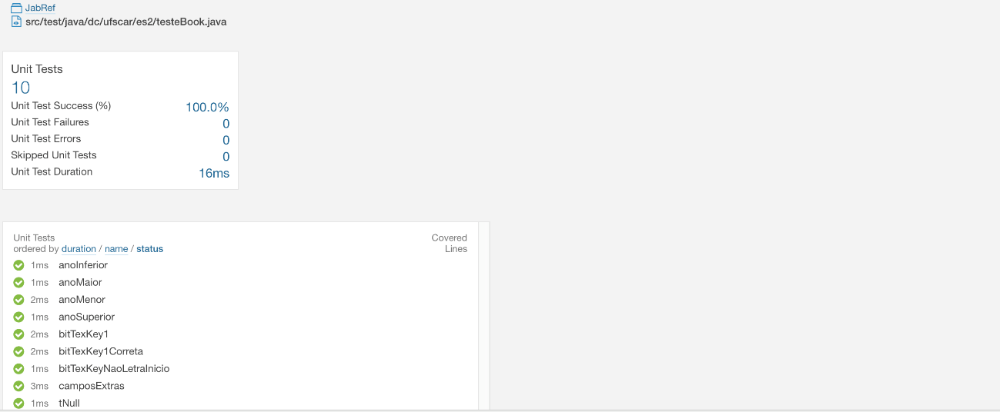 JabRef
src/test/java/dc/ufscar/es2/testeBook.java
Unit Tests
10
Unit Test Success (%) 100.0%
Unit Test Failures 0
Unit Test Errors 0
Skipped Unit Tests 0
Unit Test Duration 16ms
Unit Tests Covered
ordered by duration / name / status Lines
1ms anoInferior
1ms anoMaior
2ms anoMenor
1ms anoSuperior
2ms bitTexKey1
2ms bitTexKey1Correta
1ms bitTexKeyNaoLetraInicio
3ms camposExtras
1ms tNull